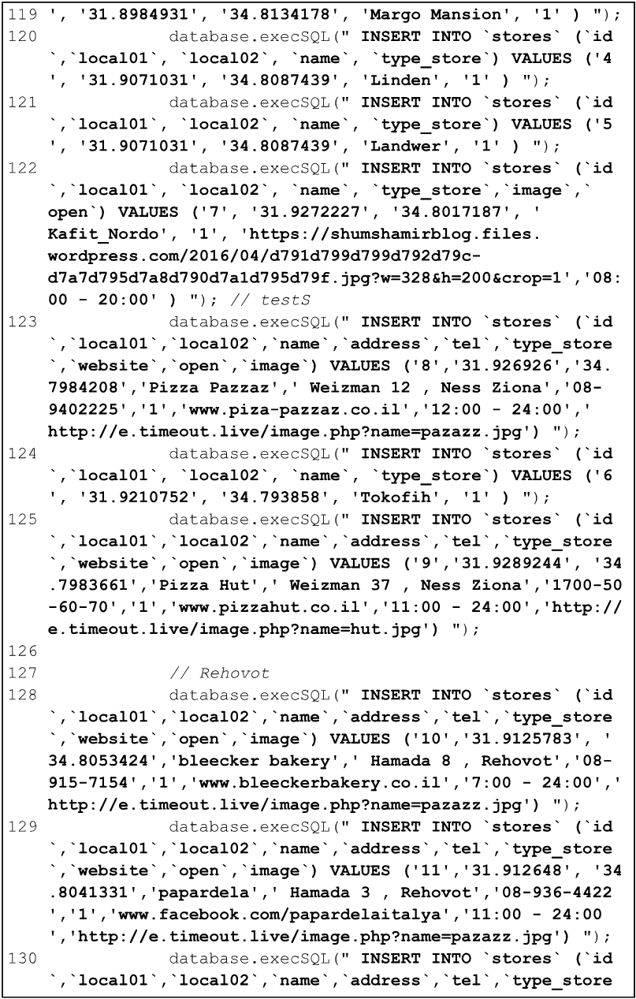 119 ', '31.8984931', '34.8134178', 'Margo Mansion', '1' ) ");
120 database.execSQL(" INSERT INTO `stores` (`id
`,`local01`, `local02`, `name`, `type_store`) VALUES ('4
', '31.9071031', '34.8087439', 'Linden', '1' ) ");
121 database.execSQL(" INSERT INTO `stores` (`id
`,`local01`, `local02`, `name`, `type_store`) VALUES ('5
', '31.9071031', '34.8087439', 'Landwer', '1' ) ");
122 database.execSQL(" INSERT INTO `stores` (`id
`,`local01`, `local02`, `name`, `type_store`,`image`,`
open`) VALUES ('7', '31.9272227', '34.8017187', '
Kafit_Nordo', '1', 'https://shumshamirblog.files.
wordpress.com/2016/04/d791d799d799d792d79c-
d7a7d795d7a8d790d7a1d795d79f.jpg?w=328&h=200&crop=1','08:
00 - 20:00' ) "); // testS
123 database.execSQL(" INSERT INTO `stores` (`id
`,`local01`,`local02`,`name`,`address`,`tel`,`type_store
`,`website`,`open`,`image`) VALUES ('8','31.926926','34.
7984208','Pizza Pazzaz',' Weizman 12 , Ness Ziona','08-
9402225','1','www.piza-pazzaz.co.il','12:00 - 24:00','
http://e.timeout.live/image.php?name=pazazz.jpg') ");
124 database.execSQL(" INSERT INTO `stores` (`id
`,`local01`, `local02`, `name`, `type_store`) VALUES ('6
', '31.9210752', '34.793858', 'Tokofih', '1' ) ");
125 database.execSQL(" INSERT INTO `stores` (`id
`,`local01`,`local02`,`name`,`address`,`tel`,`type_store
`,`website`,`open`,`image`) VALUES ('9','31.9289244', '34
.7983661','Pizza Hut',' Weizman 37 , Ness Ziona','1700-50
-60-70','1','www.pizzahut.co.il','11:00 - 24:00','http://
e.timeout.live/image.php?name=hut.jpg') ");
126
127 // Rehovot
128 database.execSQL(" INSERT INTO `stores` (`id
`,`local01`,`local02`,`name`,`address`,`tel`,`type_store
`,`website`,`open`,`image`) VALUES ('10','31.9125783', '
34.8053424','bleecker bakery',' Hamada 8 , Rehovot','08-
915-7154','1','www.bleeckerbakery.co.il','7:00 - 24:00','
http://e.timeout.live/image.php?name=pazazz.jpg') ");
129 database.execSQL(" INSERT INTO `stores` (`id
`,`local01`,`local02`,`name`,`address`,`tel`,`type_store
`,`website`,`open`,`image`) VALUES ('11','31.912648', '34
.8041331','papardela',' Hamada 3 , Rehovot','08-936-4422
','1','www.facebook.com/papardelaitalya','11:00 - 24:00
','http://e.timeout.live/image.php?name=pazazz.jpg') ");
130 database.execSQL(" INSERT INTO `stores` (`id
`,`local01`,`local02`,`name`,`address`,`tel`,`type_store